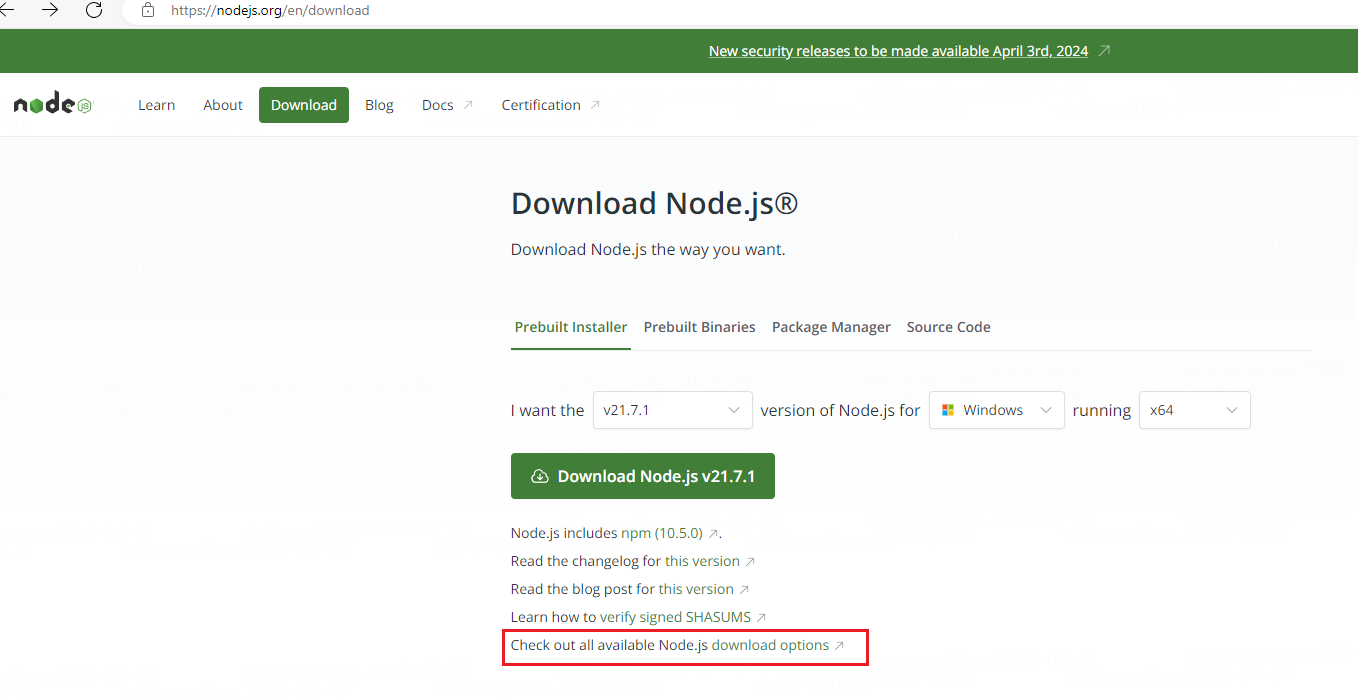 https://nodejs.org/en/download
New security releases to be made available April 3rd, 2024
node JS Learn About Download Blog Docs Certification
Download Node.js®
Download Node.js the way you want.
Prebuilt Installer Prebuilt Binaries Package Manager Source Code
I want the v21.7.1 version of Node.js for Windows running x64
Download Node.js v21.7.1
Node.js includes npm (10.5.0).
Read the changelog for this version
Read the blog post for this version
Learn how to verify signed SHASUMS
Check out all available Node.js download options